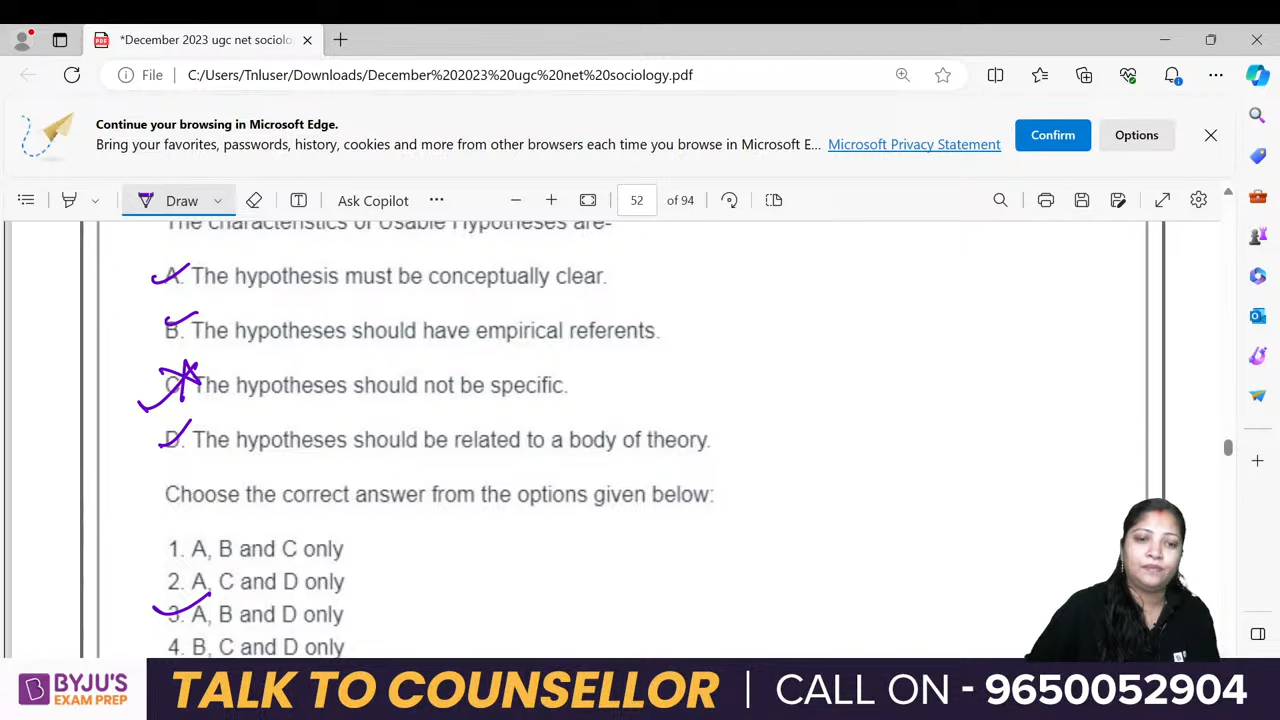 *December 2023 ugc net sociolo
File C:/Users/Tnluser/Downloads/December%202023%20ugc%20net%20sociology.pdf
Continue your browsing in Microsoft Edge.
Bring your favorites, passwords, history, cookies and more from other browsers each time you browse in Microsoft E... Microsoft Privacy Statement
Confirm
Options
Draw
Ask Copilot
52 of 94
The characteristics of Usable Hypotheses are-
A. The hypothesis must be conceptually clear.
B. The hypotheses should have empirical referents.
C. The hypotheses should not be specific.
D. The hypotheses should be related to a body of theory.
Choose the correct answer from the options given below:
1. A, B and C only
2. A, C and D only
3. A, B and D only
4. B, C and D only
BYJU'S
EXAM PREP
TALK TO COUNSELLOR | CALL ON - 9650052904